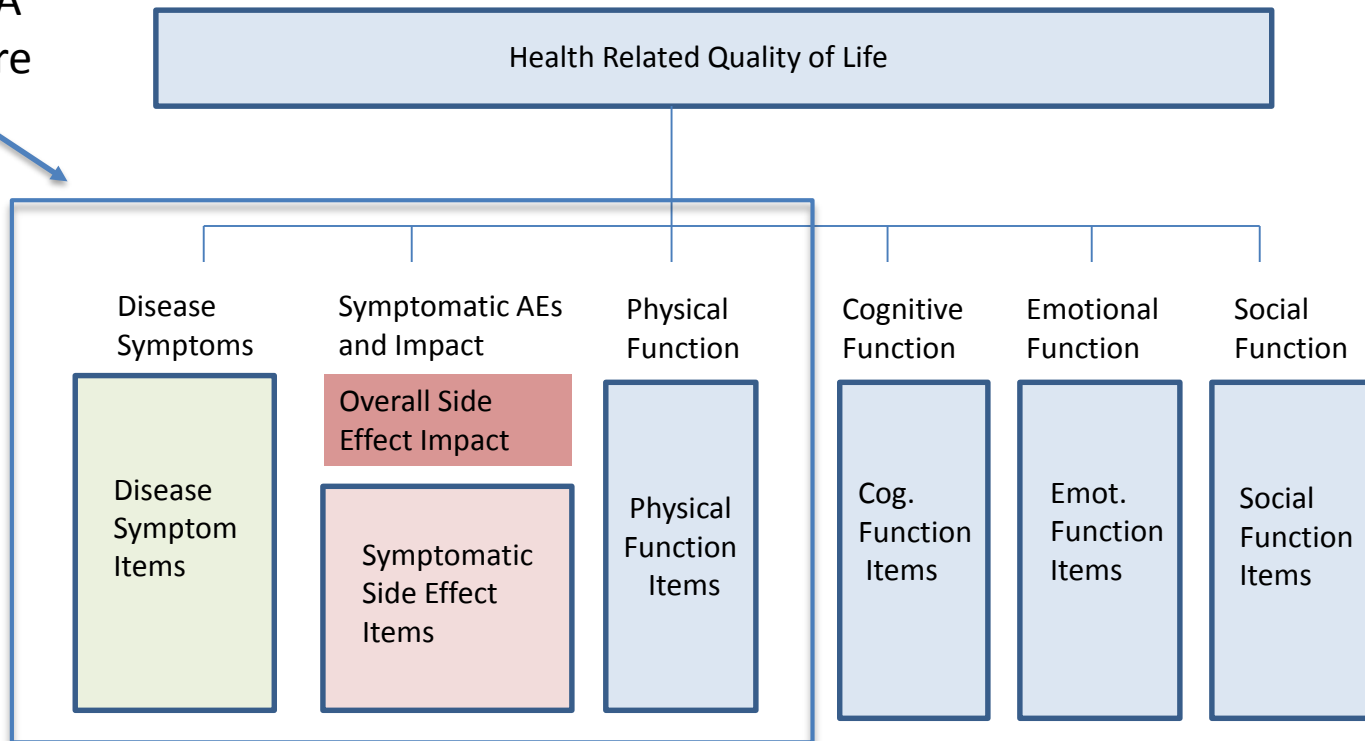 A
re
Health Related Quality of Life
Disease
Symptoms
Symptomatic AEs
and Impact
Physical
Function
Cognitive
Function
Emotional
Function
Social
Function
Overall Side
Effect Impact
Disease
Symptom
Items
Symptomatic
Side Effect
Items
Physical
Function
Items
Cog.
Function
Items
Emot.
Function
Items
Social
Function
Items